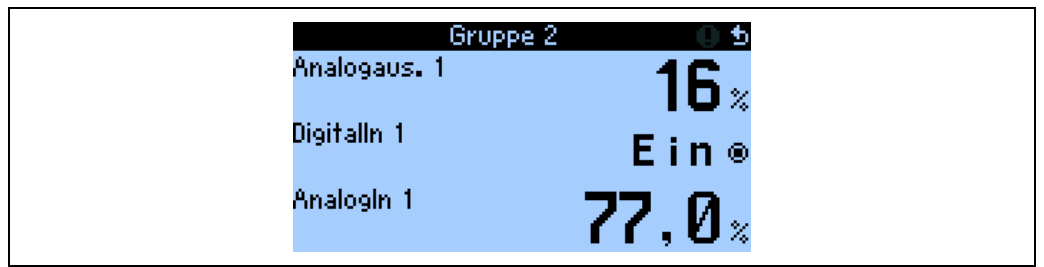 Gruppe 2
Analogaus. 1 16 %
DigitalIn 1 Ein
AnalogIn 1 77,0 %